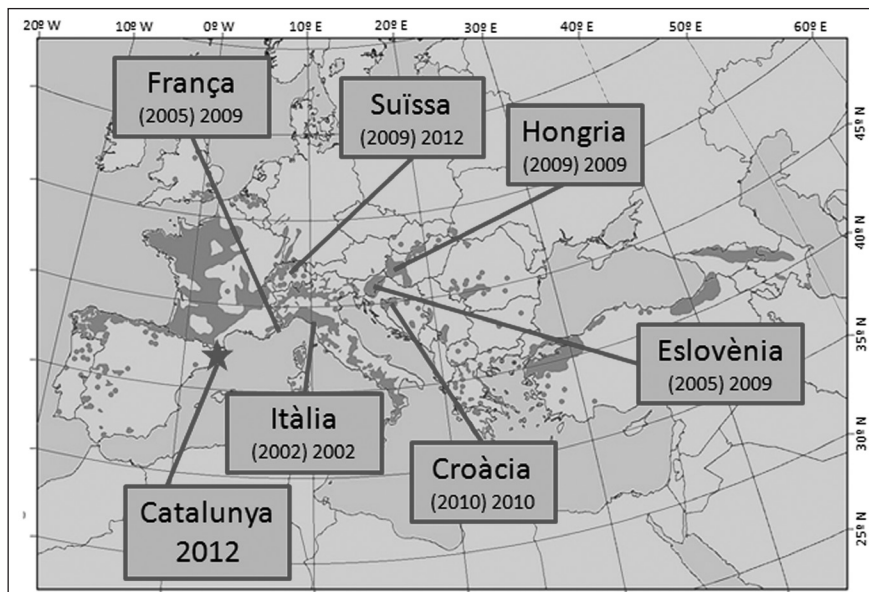 20º W
10º W
0º W
10º E
20º E
30º E
40º E
50º E
60º E
França
(2005) 2009
Suïssa
(2009) 2012
Hongria
(2009) 2009
45º N
40º N
35º N
Eslovènia
(2005) 2009
Itàlia
(2002) 2002
Croàcia
(2010) 2010
30º N
Catalunya
2012
25º N